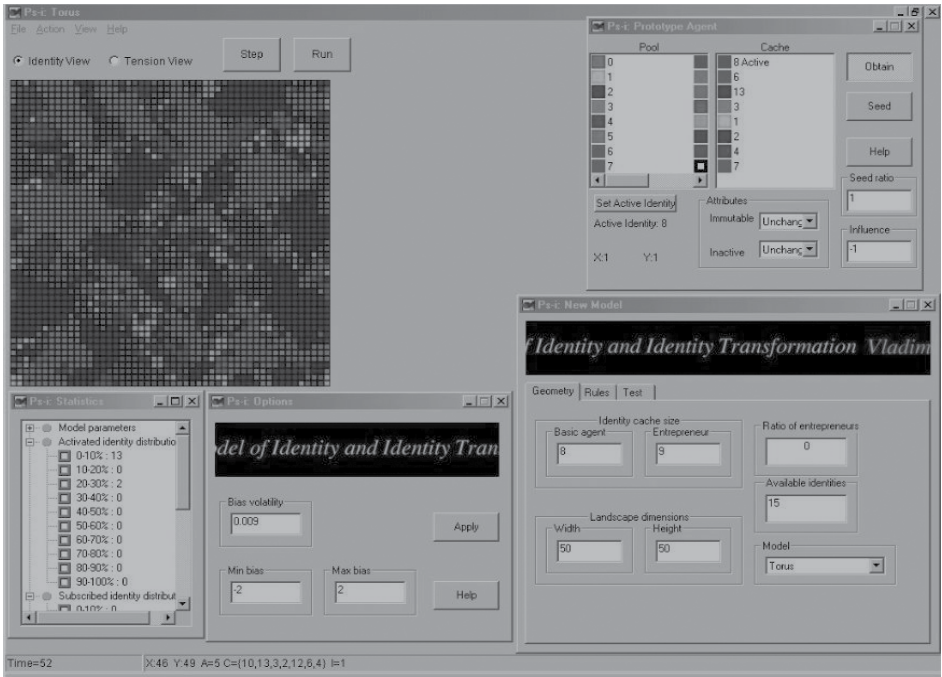 Ps-i: Torus
File Action View Help
Identity View Tension View Step Run
Ps-i: Prototype Agent
Pool Cache
0
1
2
3
4
5
6
7
8 Active
6
13
3
1
2
4
7
Obtain
Seed
Help
Seed ratio
1
Influence
-1
Set Active Identity
Active Identity: 8
X:1 Y:1
Attributes
Immutable Unchang
Inactive Unchang
Ps-i: New Model
f Identity and Identity Transformation Vladim
Geometry Rules Test
Identity cache size
Basic agent Entrepreneur
8 9
Ratio of entrepreneurs
0
Available identities
15
Landscape dimensions
Width Height
50 50
Model
Torus
Ps-i: Statistics
Model parameters
Activated identity distributio
0-10% : 13
10-20% : 0
20-30% : 2
30-40% : 0
40-50% : 0
50-60% : 0
60-70% : 0
70-80% : 0
80-90% : 0
90-100% : 0
Subscribed identity distribut
0-10% : 0
Ps-i: Options
odel of Identity and Identity Tran
Bias volatility
0.009
Apply
Min bias Max bias
-2 2
Help
Time=52 X:46 Y:49 A=5 C=(10,13,3,2,12,6,4) I=1